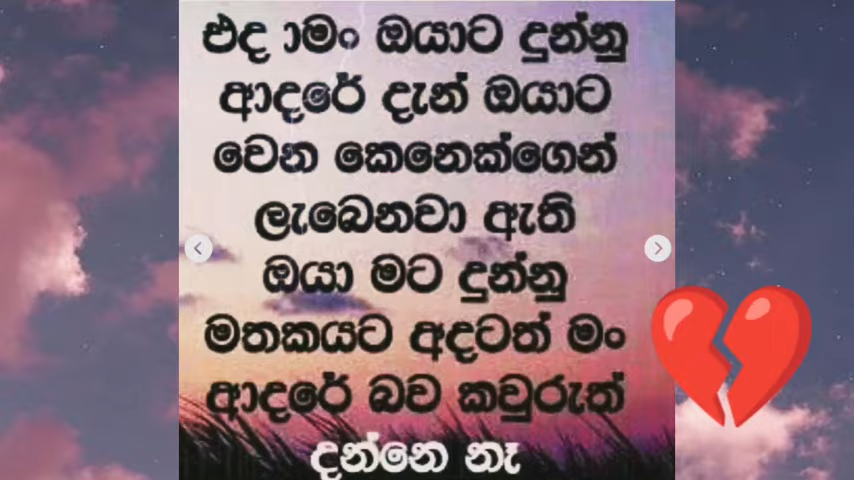 එදා මං ඔයාට දුන්නු
ආදරේ දැන් ඔයාට
වෙන කෙනෙක්ගෙන්
ලැබෙනවා ඇති
ඔයා මට දුන්නු
මතකයට අදටත් මං
ආදරේ බව කවුරුත්
දන්නෙ නෑ